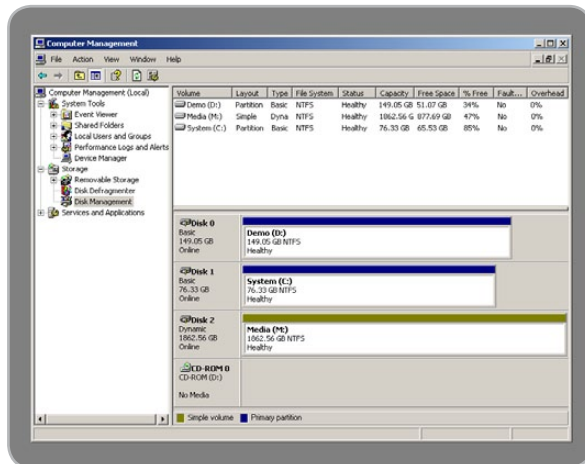 Computer Management
File Action View Window Help
Computer Management (Local)
System Tools
Event Viewer
Shared Folders
Local Users and Groups
Performance Logs and Alerts
Device Manager
Storage
Removable Storage
Disk Defragmenter
Disk Management
Services and Applications
Volume Layout Type File System Status Capacity Free Space % Free Fault... Overhead
Demo (D:) Partition Basic NTFS Healthy 149.05 GB 51.07 GB 34% No 0%
Media (M:) Simple Dyna NTFS Healthy 1862.56 G 877.69 GB 47% No 0%
System (C:) Partition Basic NTFS Healthy 76.33 GB 65.53 GB 85% No 0%
Disk 0
Basic
149.05 GB
Online
Demo (D:)
149.05 GB NTFS
Healthy
Disk 1
Basic
76.33 GB
Online
System (C:)
76.33 GB NTFS
Healthy
Disk 2
Dynamic
1862.56 GB
Online
Media (M:)
1862.56 GB NTFS
Healthy
CD-ROM 0
CD-ROM (D:)
No Media
Simple volume Primary partition